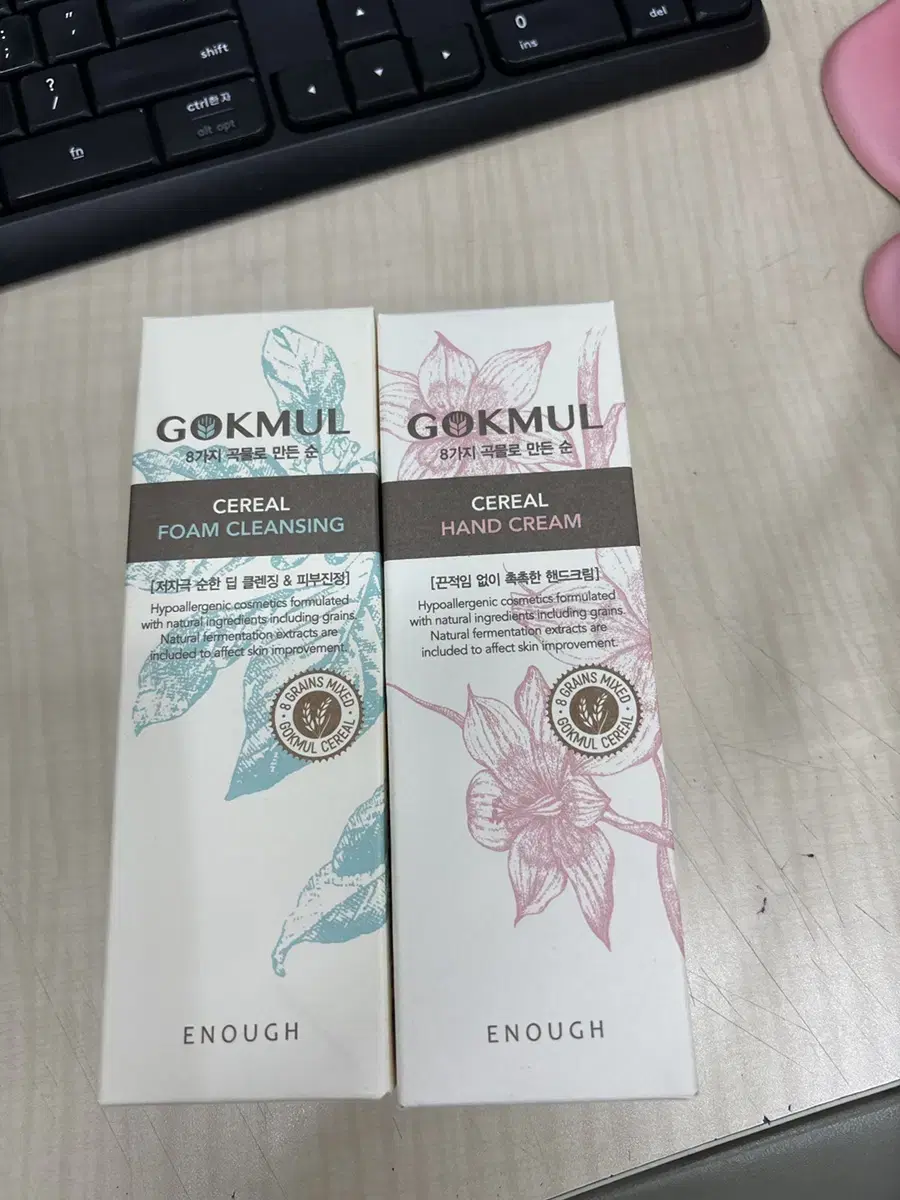 "
,
;
?
/
shift
ctrl한자
alt opt
fn
0
ins
del
GOKMUL
8가지 곡물로 만든 순
CEREAL
FOAM CLEANSING
[저자극 순한 딥 클렌징 & 피부진정]
Hypoallergenic cosmetics formulated
with natural ingredients including grains.
Natural fermentation extracts are
included to affect skin improvement.
8 GRAINS MIXED
GOKMUL CEREAL
ENOUGH
GOKMUL
8가지 곡물로 만든 순
CEREAL
HAND CREAM
[끈적임 없이 촉촉한 핸드크림]
Hypoallergenic cosmetics formulated
with natural ingredients including grains.
Natural fermentation extracts are
included to affect skin improvement.
8 GRAINS MIXED
GOKMUL CEREAL
ENOUGH